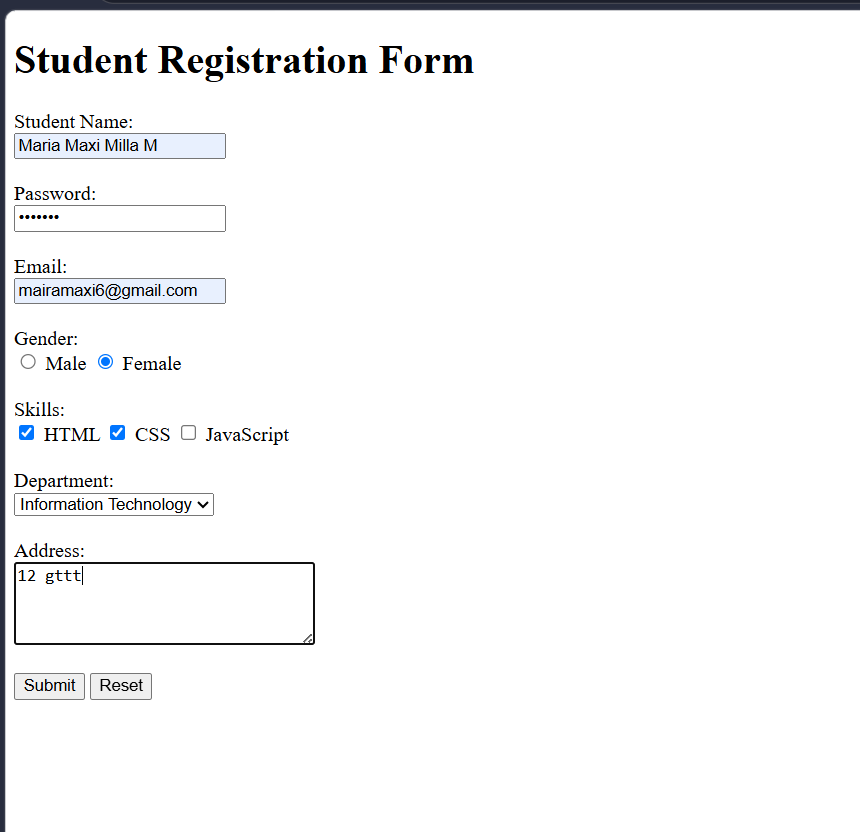 Student Registration Form
Student Name:
Maria Maxi Milla M
Password:
•••••••
Email:
mairamaxi6@gmail.com
Gender:
Male Female
Skills:
HTML CSS JavaScript
Department:
Information Technology
Address:
12 gttt
Submit Reset